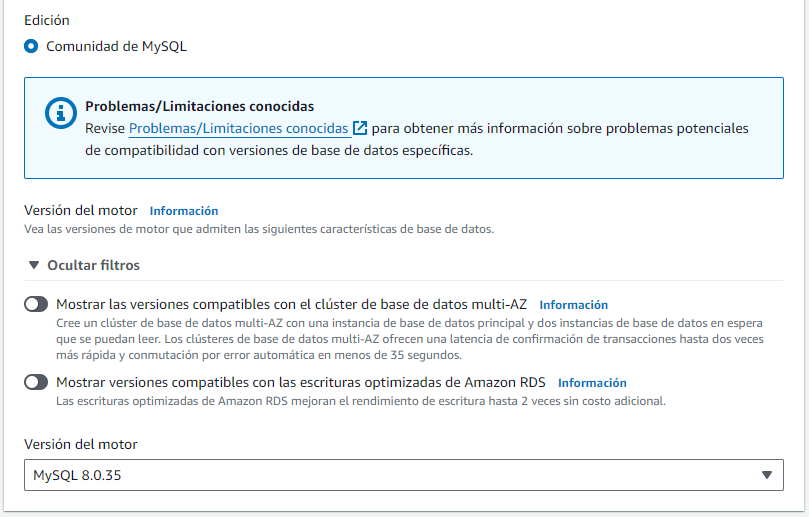 Edición
Comunidad de MySQL
Problemas/Limitaciones conocidas
Revise Problemas/Limitaciones conocidas para obtener más información sobre problemas potenciales
de compatibilidad con versiones de base de datos específicas.
Versión del motor Información
Vea las versiones de motor que admiten las siguientes características de base de datos.
Ocultar filtros
Mostrar las versiones compatibles con el clúster de base de datos multi-AZ Información
Cree un clúster de base de datos multi-AZ con una instancia de base de datos principal y dos instancias de base de datos en espera
que se puedan leer. Los clústeres de base de datos multi-AZ ofrecen una latencia de confirmación de transacciones hasta dos veces
más rápida y conmutación por error automática en menos de 35 segundos.
Mostrar versiones compatibles con las escrituras optimizadas de Amazon RDS Información
Las escrituras optimizadas de Amazon RDS mejoran el rendimiento de escritura hasta 2 veces sin costo adicional.
Versión del motor
MySQL 8.0.35